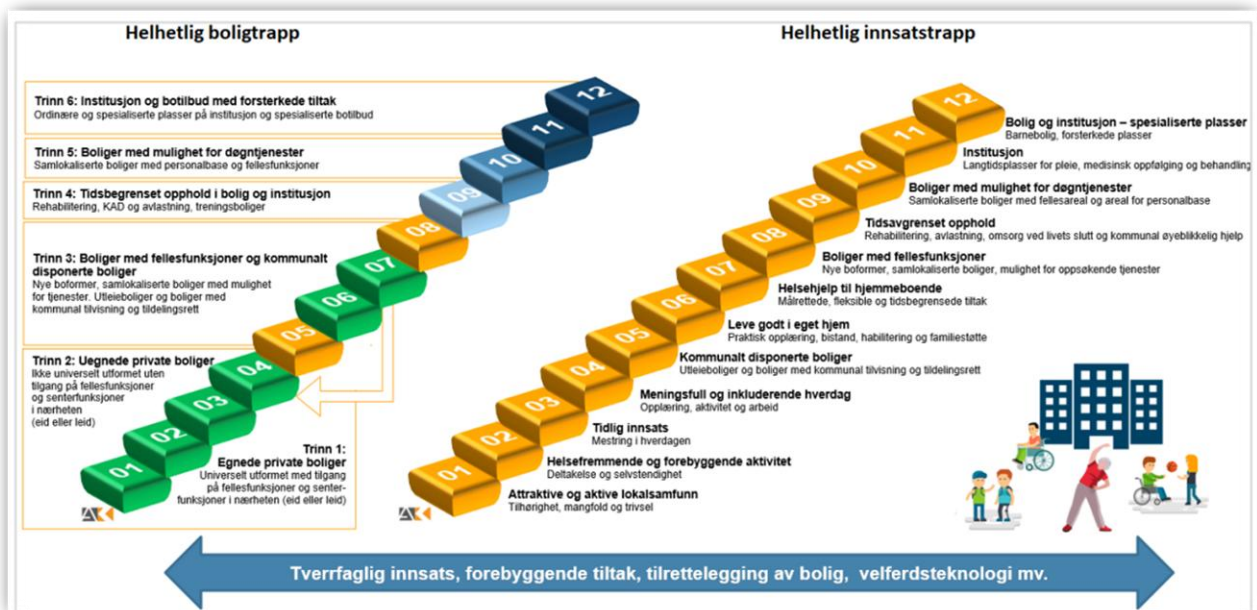 Helhetlig boligtrapp
Trinn 6: Institusjon og botilbud med forsterkede tiltak
Ordinære og spesialiserte plasser på institusjon og spesialiserte botilbud
Trinn 5: Boliger med mulighet for døgntjenester
Samlokaliserte boliger med personalbase og fellesfunksjoner
Trinn 4: Tidsbegrenset opphold i bolig og institusjon
Rehabilitering, KAD og avlastning, treningsboliger
Trinn 3: Boliger med fellesfunksjoner og kommunalt
disponerte boliger
Nye boformer, samlokaliserte boliger med mulighet
for tjenester. Utleieboliger og boliger med
kommunal tilvisning og tildelingsrett
Trinn 2: Uegnede private boliger
Ikke universelt utformet uten
tilgang på fellesfunksjoner
og senterfunksjoner
i nærheten
(eid eller leid)
Trinn 1:
Egnede private boliger
Universelt utformet med tilgang
på fellesfunksjoner og senter-
funksjoner i nærheten (eid eller leid)
12
11
10
09
08
07
06
05
04
03
02
01
Helhetlig innsatstrapp
12
Bolig og institusjon – spesialiserte plasser
Barnebolig, forsterkede plasser
11
Institusjon
Langtidsplasser for pleie, medisinsk oppfølging og behandling
10
Boliger med mulighet for døgntjenester
Samlokaliserte boliger med fellesareal og areal for personalbase
09
Tidsavgrenset opphold
Rehabilitering, avlastning, omsorg ved livets slutt og kommunal øyeblikkelig hjelp
08
Boliger med fellesfunksjoner
Nye boformer, samlokaliserte boliger, mulighet for oppsøkende tjenester
07
Helsehjelp til hjemmeboende
Målrettede, fleksible og tidsbegrensede tiltak
06
Leve godt i eget hjem
Praktisk opplæring, bistand, habilitering og familiestøtte
05
Kommunalt disponerte boliger
Utleieboliger og boliger med kommunal tilvisning og tildelingsrett
04
Meningsfull og inkluderende hverdag
Opplæring, aktivitet og arbeid
03
Tidlig innsats
Mestring i hverdagen
02
Helsefremmende og forebyggende aktivitet
Deltakelse og selvstendighet
01
Attraktive og aktive lokalsamfunn
Tilhørighet, mangfold og trivsel
Tverrfaglig innsats, forebyggende tiltak, tilrettelegging av bolig, velferdsteknologi mv.